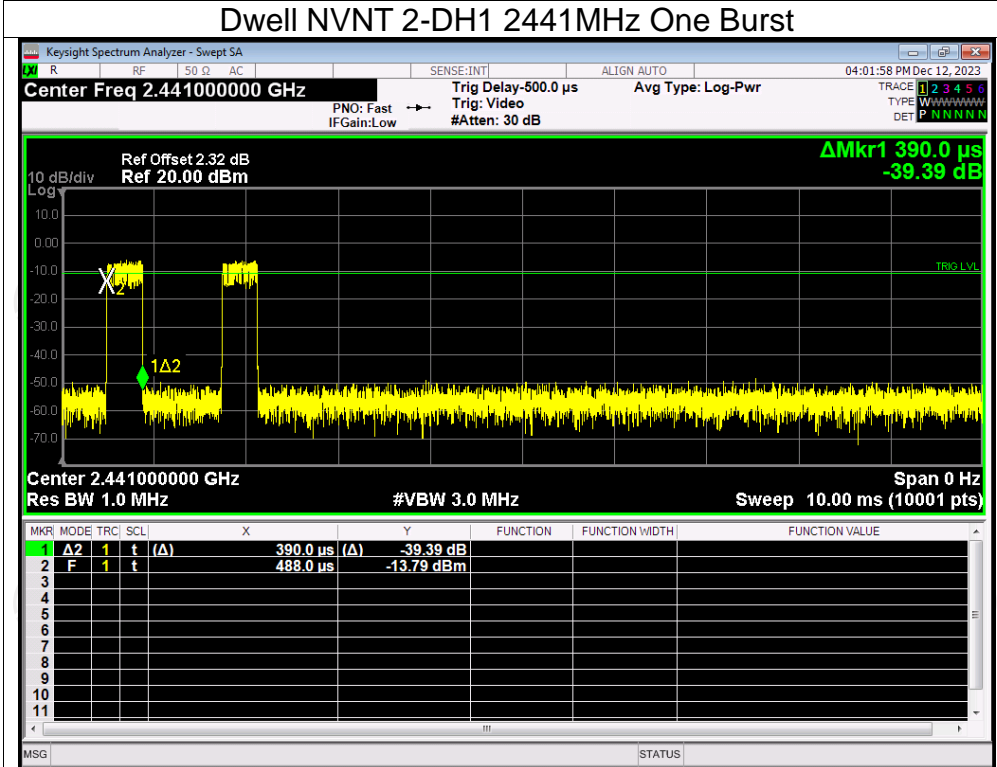 Dwell NVNT 2-DH1 2441MHz One Burst
Keysight Spectrum Analyzer - Swept SA
LXI R RF 50 Ω AC SENSE:INT ALIGN AUTO 04:01:58 PM Dec 12, 2023
Center Freq 2.441000000 GHz Trig Delay-500.0 µs Avg Type: Log-Pwr TRACE 1 2 3 4 5 6
PNO: Fast Trig: Video TYPE WWWWWW
IFGain:Low #Atten: 30 dB DET P N N N N N
ΔMkr1 390.0 µs
-39.39 dB
Ref Offset 2.32 dB
10 dB/div Ref 20.00 dBm
Log
10.0
0.00
-10.0 TRIG LVL
2
-20.0
-30.0
-40.0
1Δ2
-50.0
-60.0
-70.0
Center 2.441000000 GHz Span 0 Hz
Res BW 1.0 MHz #VBW 3.0 MHz Sweep 10.00 ms (10001 pts)
MKR MODE TRC SCL X Y FUNCTION FUNCTION WIDTH FUNCTION VALUE
1 Δ2 1 t (Δ) 390.0 µs (Δ) -39.39 dB
2 F 1 t 488.0 µs -13.79 dBm
3
4
5
6
7
8
9
10
11
MSG STATUS